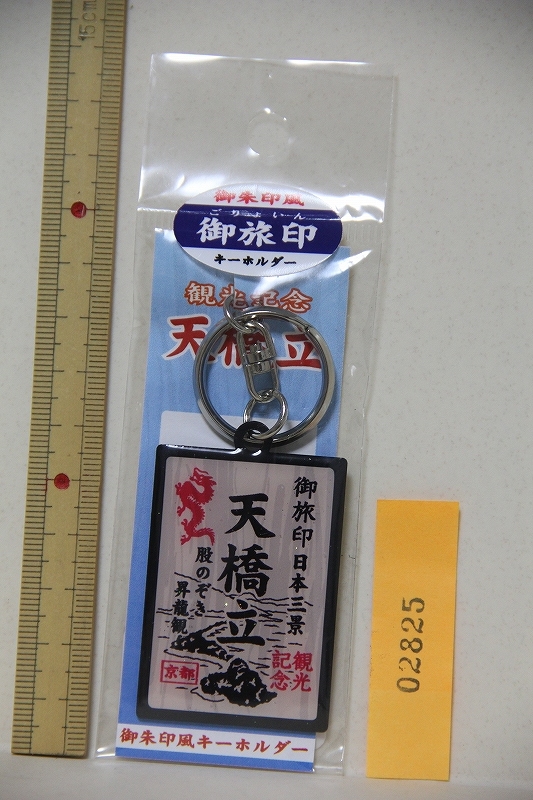 15cm
御朱印風
ごりょいん
御旅印
キーホルダー
観光記念
天橋立
御旅印 日本三景
天橋立
股のぞき
昇龍観
京都
観光
記念
御朱印風キーホルダー
02825